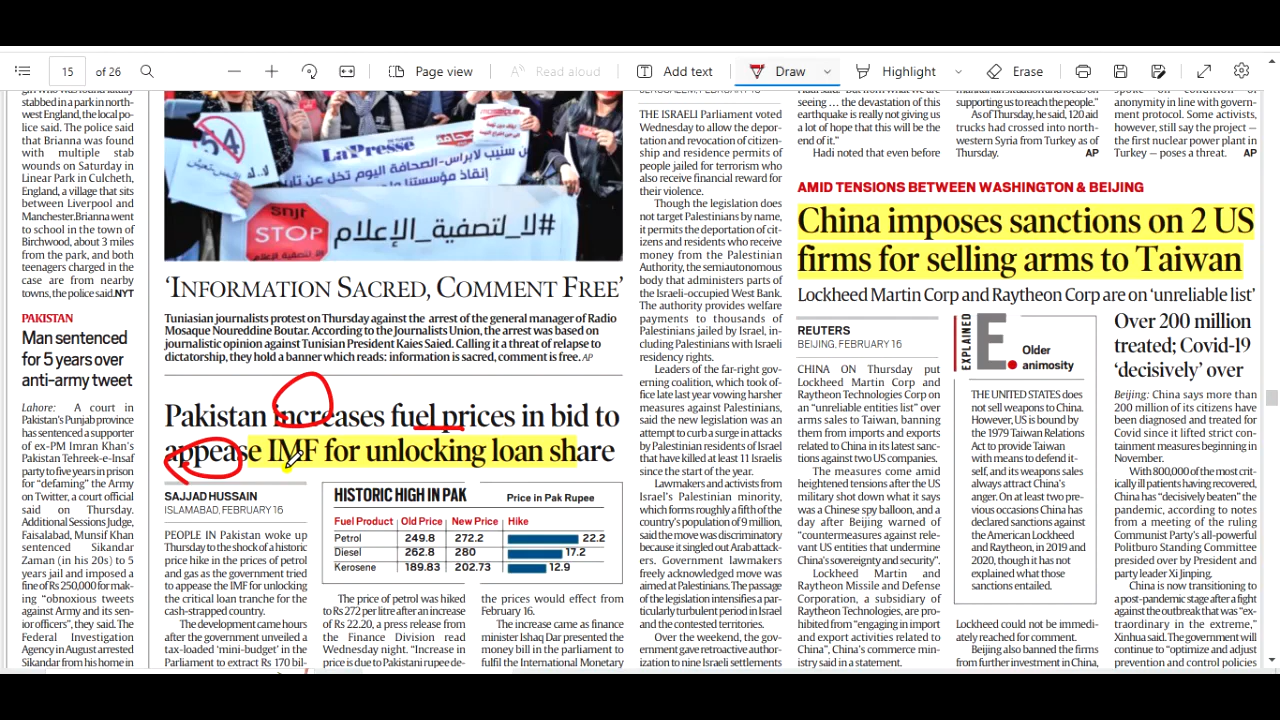 15 of 26
Page view
Read aloud
Add text
Draw
Highlight
Erase
stabbed in a park in north-
west England, the local po-
lice said. The police said
that Brianna was found
with multiple stab
wounds on Saturday in
Linear Park in Culcheth,
England, a village that sits
between Liverpool and
Manchester. Brianna went
to school in the town of
Birchwood, about 3 miles
from the park, and both
teenagers charged in the
case are from nearby
towns, the police said. NYT
PAKISTAN
Man sentenced
for 5 years over
anti-army tweet
Lahore: A court in
Pakistan's Punjab province
has sentenced a supporter
of ex-PM Imran Khan's
Pakistan Tehreek-e-Insaf
party to five years in prison
for "defaming" the Army
on Twitter, a court official
said on Thursday.
Additional Sessions Judge,
Faisalabad, Munsif Khan
sentenced Sikandar
Zaman (in his 20s) to 5
years jail and imposed a
fine of Rs 250,000 for mak-
ing "obnoxious tweets
against Army and its sen-
ior officers", they said. The
Federal Investigation
Agency in August arrested
Sikandar from his home in
54
LaPresse
إنقاذ مؤسستنا
snjt
STOP
#لا_لتصفية_الإعلام
'INFORMATION SACRED, COMMENT FREE'
Tuniasian journalists protest on Thursday against the arrest of the general manager of Radio
Mosaque Noureddine Boutar. According to the Journalists Union, the arrest was based on
journalistic opinion against Tunisian President Kaies Saied. Calling it a threat of relapse to
dictatorship, they hold a banner which reads: information is sacred, comment is free. AP
Pakistan increases fuel prices in bid to
appease IMF for unlocking loan share
SAJJAD HUSSAIN
ISLAMABAD, FEBRUARY 16
PEOPLE IN Pakistan woke up
Thursday to the shock of a historic
price hike in the prices of petrol
and gas as the government tried
to appease the IMF for unlocking
the critical loan tranche for the
cash-strapped country.
The development came hours
after the government unveiled a
tax-loaded 'mini-budget' in the
Parliament to extract Rs 170 bil-
HISTORIC HIGH IN PAK Price in Pak Rupee
Fuel Product Old Price New Price Hike
Petrol 249.8 272.2 22.2
Diesel 262.8 280 17.2
Kerosene 189.83 202.73 12.9
The price of petrol was hiked
to Rs 272 per litre after an increase
of Rs 22.20, a press release from
the Finance Division read
Wednesday night. "Increase in
price is due to Pakistani rupee de-
the prices would effect from
February 16.
The increase came as finance
minister Ishaq Dar presented the
money bill in the parliament to
fulfil the International Monetary
THE ISRAELI Parliament voted
Wednesday to allow the depor-
tation and revocation of citizen-
ship and residence permits of
people jailed for terrorism who
also receive financial reward for
their violence.
Though the legislation does
not target Palestinians by name,
it permits the deportation of cit-
izens and residents who receive
money from the Palestinian
Authority, the semiautonomous
body that administers parts of
the Israeli-occupied West Bank.
The authority provides welfare
payments to thousands of
Palestinians jailed by Israel, in-
cluding Palestinians with Israeli
residency rights.
Leaders of the far-right gov-
erning coalition, which took of-
fice late last year vowing harsher
measures against Palestinians,
said the new legislation was an
attempt to curb a surge in attacks
by Palestinian residents of Israel
that have killed at least 11 Israelis
since the start of the year.
Lawmakers and activists from
Israel's Palestinian minority,
which forms roughly a fifth of the
country's population of 9 million,
said the move was discriminatory
because it singled out Arab attack-
ers. Government lawmakers
freely acknowledged move was
aimed at Palestinians. The passage
of the legislation intensifies a par-
ticularly turbulent period in Israel
and the contested territories.
Over the weekend, the gov-
ernment gave retroactive author-
ization to nine Israeli settlements
seeing ... the devastation of this
earthquake is really not giving us
a lot of hope that this will be the
end of it."
Hadi noted that even before
supporting us to reach the people."
As of Thursday, he said, 120 aid
trucks had crossed into north-
western Syria from Turkey as of
Thursday. AP
anonymity in line with govern-
ment protocol. Some activists,
however, still say the project —
the first nuclear power plant in
Turkey — poses a threat. AP
AMID TENSIONS BETWEEN WASHINGTON & BEIJING
China imposes sanctions on 2 US
firms for selling arms to Taiwan
Lockheed Martin Corp and Raytheon Corp are on 'unreliable list'
REUTERS
BEIJING, FEBRUARY 16
CHINA ON Thursday put
Lockheed Martin Corp and
Raytheon Technologies Corp on
an "unreliable entities list" over
arms sales to Taiwan, banning
them from imports and exports
related to China in its latest sanc-
tions against two US companies.
The measures come amid
heightened tensions after the US
military shot down what it says
was a Chinese spy balloon, and a
day after Beijing warned of
"countermeasures against rele-
vant US entities that undermine
China's sovereignty and security".
Lockheed Martin and
Raytheon Missile and Defense
Corporation, a subsidiary of
Raytheon Technologies, are pro-
hibited from "engaging in import
and export activities related to
China", China's commerce min-
istry said in a statement.
EXPLAINED
E.
Older
animosity
THE UNITED STATES does
not sell weapons to China.
However, US is bound by
the 1979 Taiwan Relations
Act to provide Taiwan
with means to defend it-
self, and its weapons sales
always attract China's
anger. On at least two pre-
vious occasions China has
declared sanctions against
the American Lockheed
and Raytheon, in 2019 and
2020, though it has not
explained what those
sanctions entailed.
Lockheed could not be immedi-
ately reached for comment.
Beijing also banned the firms
from further investment in China,
Over 200 million
treated; Covid-19
'decisively' over
Beijing: China says more than
200 million of its citizens have
been diagnosed and treated for
Covid since it lifted strict con-
tainment measures beginning in
November.
With 800,000 of the most crit-
ically ill patients having recovered,
China has "decisively beaten" the
pandemic, according to notes
from a meeting of the ruling
Communist Party's all-powerful
Politburo Standing Committee
presided over by President and
party leader Xi Jinping.
China is now transitioning to
a post-pandemic stage after a fight
against the outbreak that was "ex-
traordinary in the extreme,"
Xinhua said. The government will
continue to "optimize and adjust
prevention and control policies